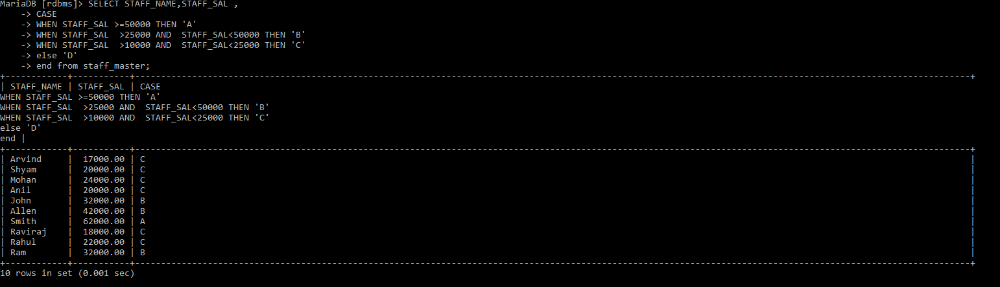 MariaDB [rdbms]> SELECT STAFF_NAME,STAFF_SAL ,
    -> CASE
    -> WHEN STAFF_SAL >=50000 THEN 'A'
    -> WHEN STAFF_SAL  >25000 AND  STAFF_SAL<50000 THEN 'B'
    -> WHEN STAFF_SAL  >10000 AND  STAFF_SAL<25000 THEN 'C'
    -> else 'D'
    -> end from staff_master;
| STAFF_NAME | STAFF_SAL | CASE
WHEN STAFF_SAL >=50000 THEN 'A'
WHEN STAFF_SAL  >25000 AND  STAFF_SAL<50000 THEN 'B'
WHEN STAFF_SAL  >10000 AND  STAFF_SAL<25000 THEN 'C'
else 'D'
end |
| Arvind     |  17000.00 | C |
| Shyam      |  20000.00 | C |
| Mohan      |  24000.00 | C |
| Anil       |  20000.00 | C |
| John       |  32000.00 | B |
| Allen      |  42000.00 | B |
| Smith      |  62000.00 | A |
| Raviraj    |  18000.00 | C |
| Rahul      |  22000.00 | C |
| Ram        |  32000.00 | B |
10 rows in set (0.001 sec)